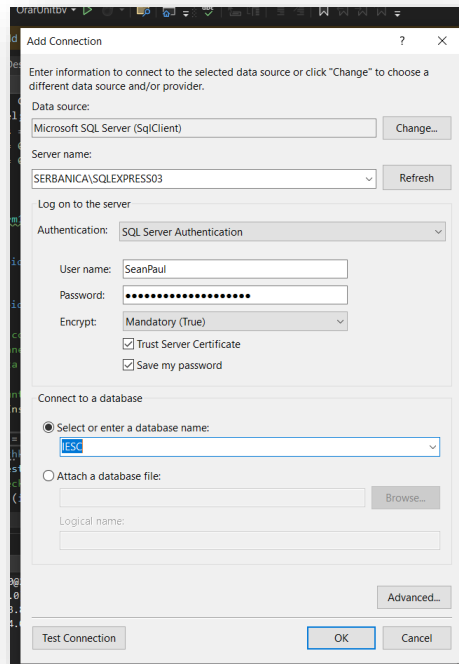 OrarUnitbv
Add Connection
?
Enter information to connect to the selected data source or click "Change" to choose a
different data source and/or provider.
Data source:
Microsoft SQL Server (SqlClient)
Change...
Server name:
SERBANICA\SQLEXPRESS03
Refresh
Log on to the server
Authentication:
SQL Server Authentication
User name:
SeanPaul
Password:
●●●●●●●●●●●●●●●●●●●●
Encrypt:
Mandatory (True)
Trust Server Certificate
Save my password
Connect to a database
Select or enter a database name:
IESC
Attach a database file:
Browse...
Logical name:
Advanced...
Test Connection
OK
Cancel